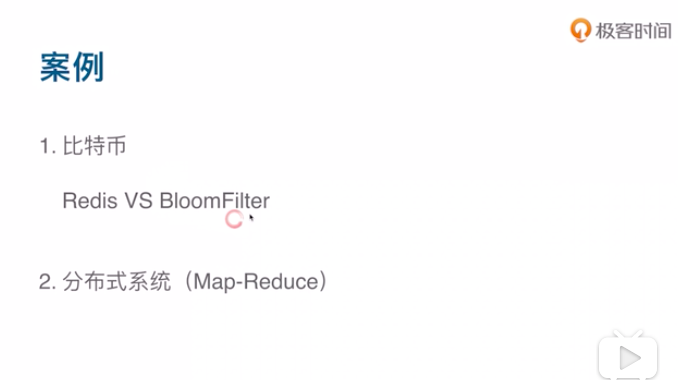 极客时间
案例
1. 比特币
Redis VS BloomFilter
2. 分布式系统（Map-Reduce）